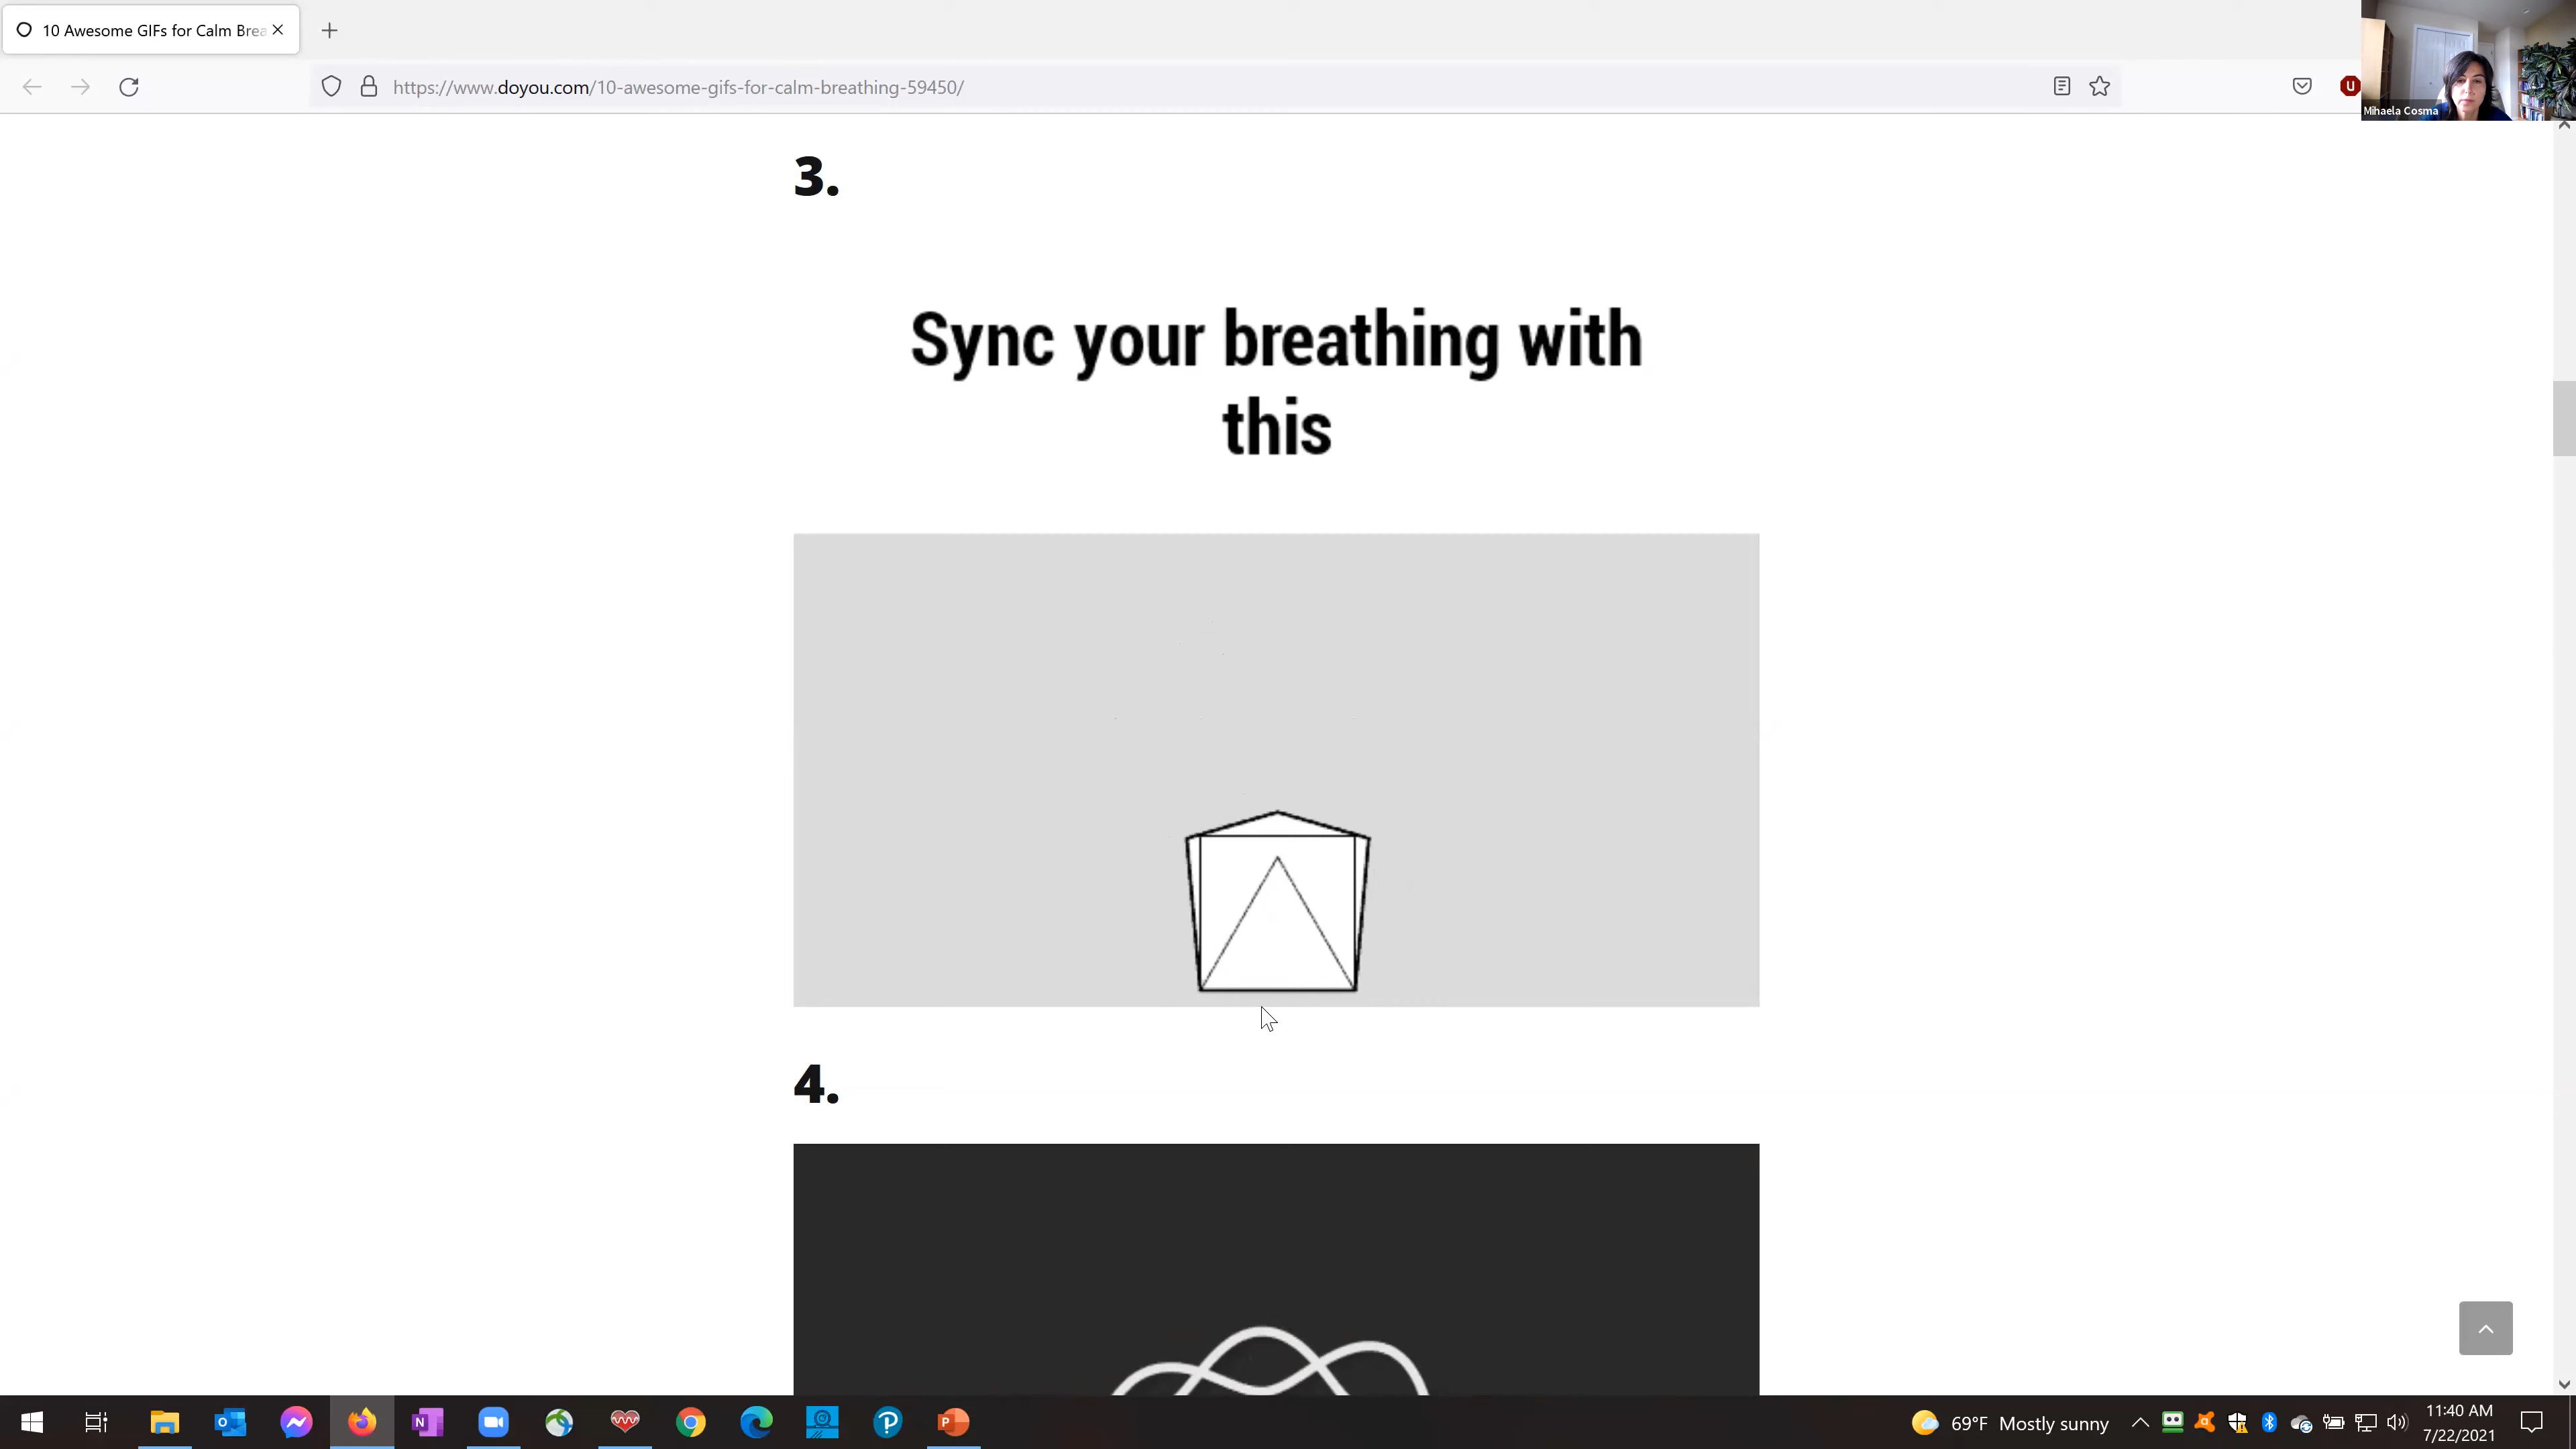 10 Awesome GIFs for Calm Brea
https://www.doyou.com/10-awesome-gifs-for-calm-breathing-59450/
Mihaela Cosma
3.
Sync your breathing with
this
4.
69°F Mostly sunny
11:40 AM
7/22/2021